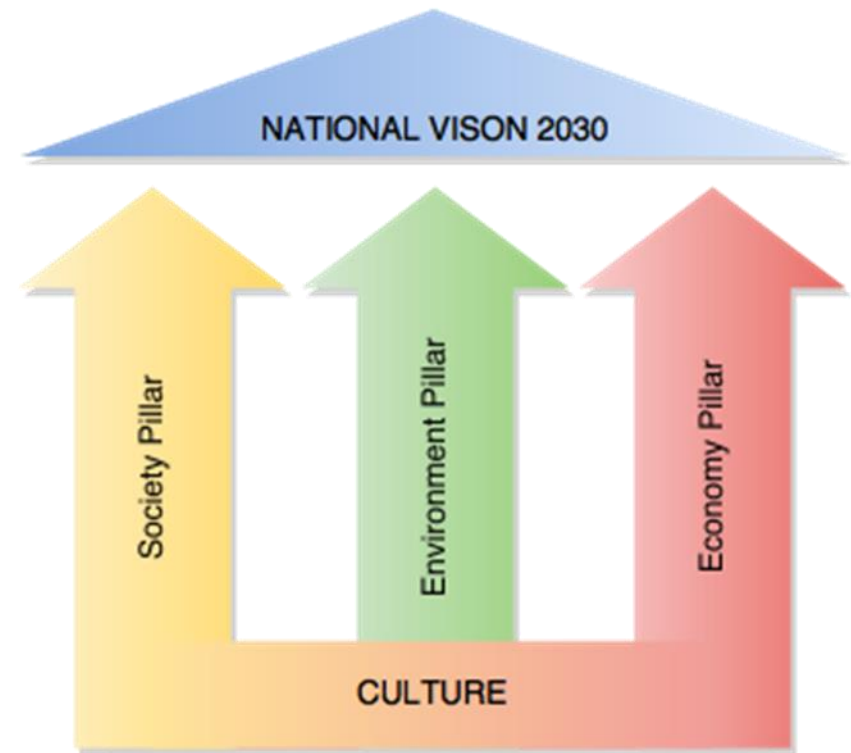 NATIONAL VISON 2030
Society Pillar
Environment Pillar
Economy Pillar
CULTURE